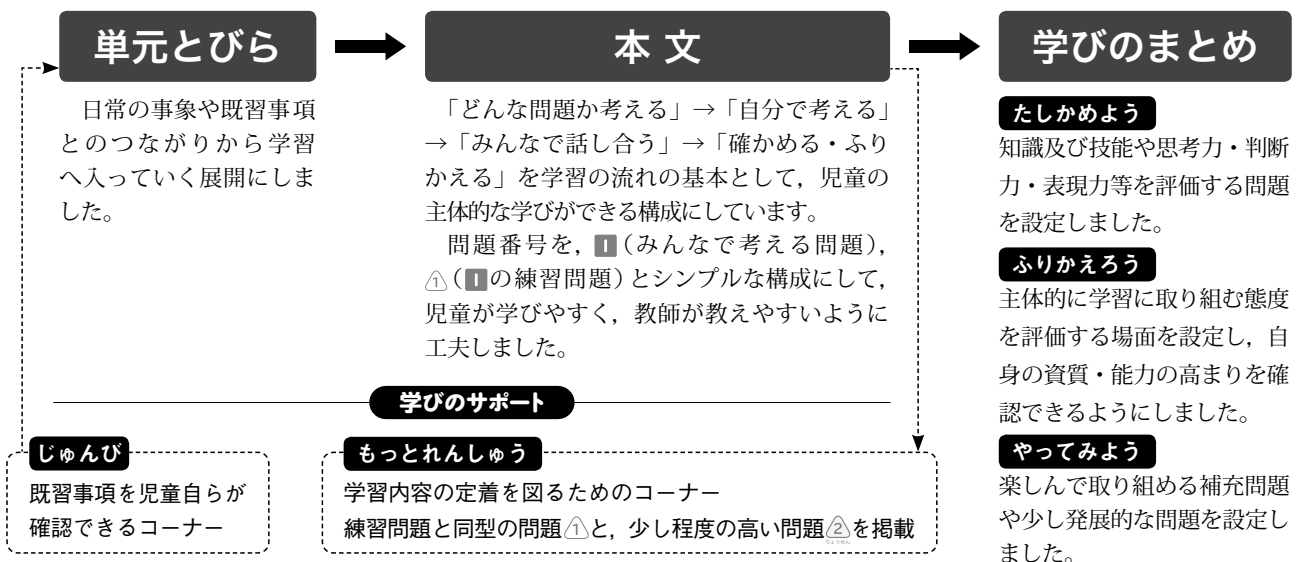 単元とびら
日常の事象や既習事項
とのつながりから学習
へ入っていく展開にしま
した。
本文
「どんな問題か考える」→「自分で考える」
→「みんなで話し合う」→「確かめる・ふり
かえる」を学習の流れの基本として，児童の
主体的な学びができる構成にしています。
問題番号を，1（みんなで考える問題），
①（1の練習問題）とシンプルな構成にして，
児童が学びやすく，教師が教えやすいように
工夫しました。
学びのサポート
じゅんび
既習事項を児童自らが
確認できるコーナー
もっとれんしゅう
学習内容の定着を図るためのコーナー
練習問題と同型の問題①と，少し程度の高い問題②を掲載
ちょうせん
学びのまとめ
たしかめよう
知識及び技能や思考力・判断
力・表現力等を評価する問題
を設定しました。
ふりかえろう
主体的に学習に取り組む態度
を評価する場面を設定し，自
身の資質・能力の高まりを確
認できるようにしました。
やってみよう
楽しんで取り組める補充問題
や少し発展的な問題を設定し
ました。